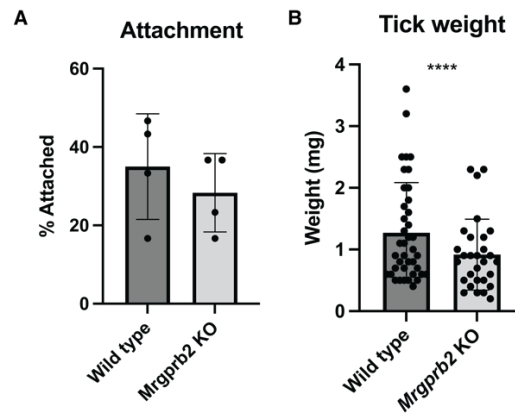 A
Attachment
% Attached
60
40
20
0
Wild type
Mrgprb2 KO
B
Tick weight
****
Weight (mg)
4
3
2
1
0
Wild type
Mrgprb2 KO